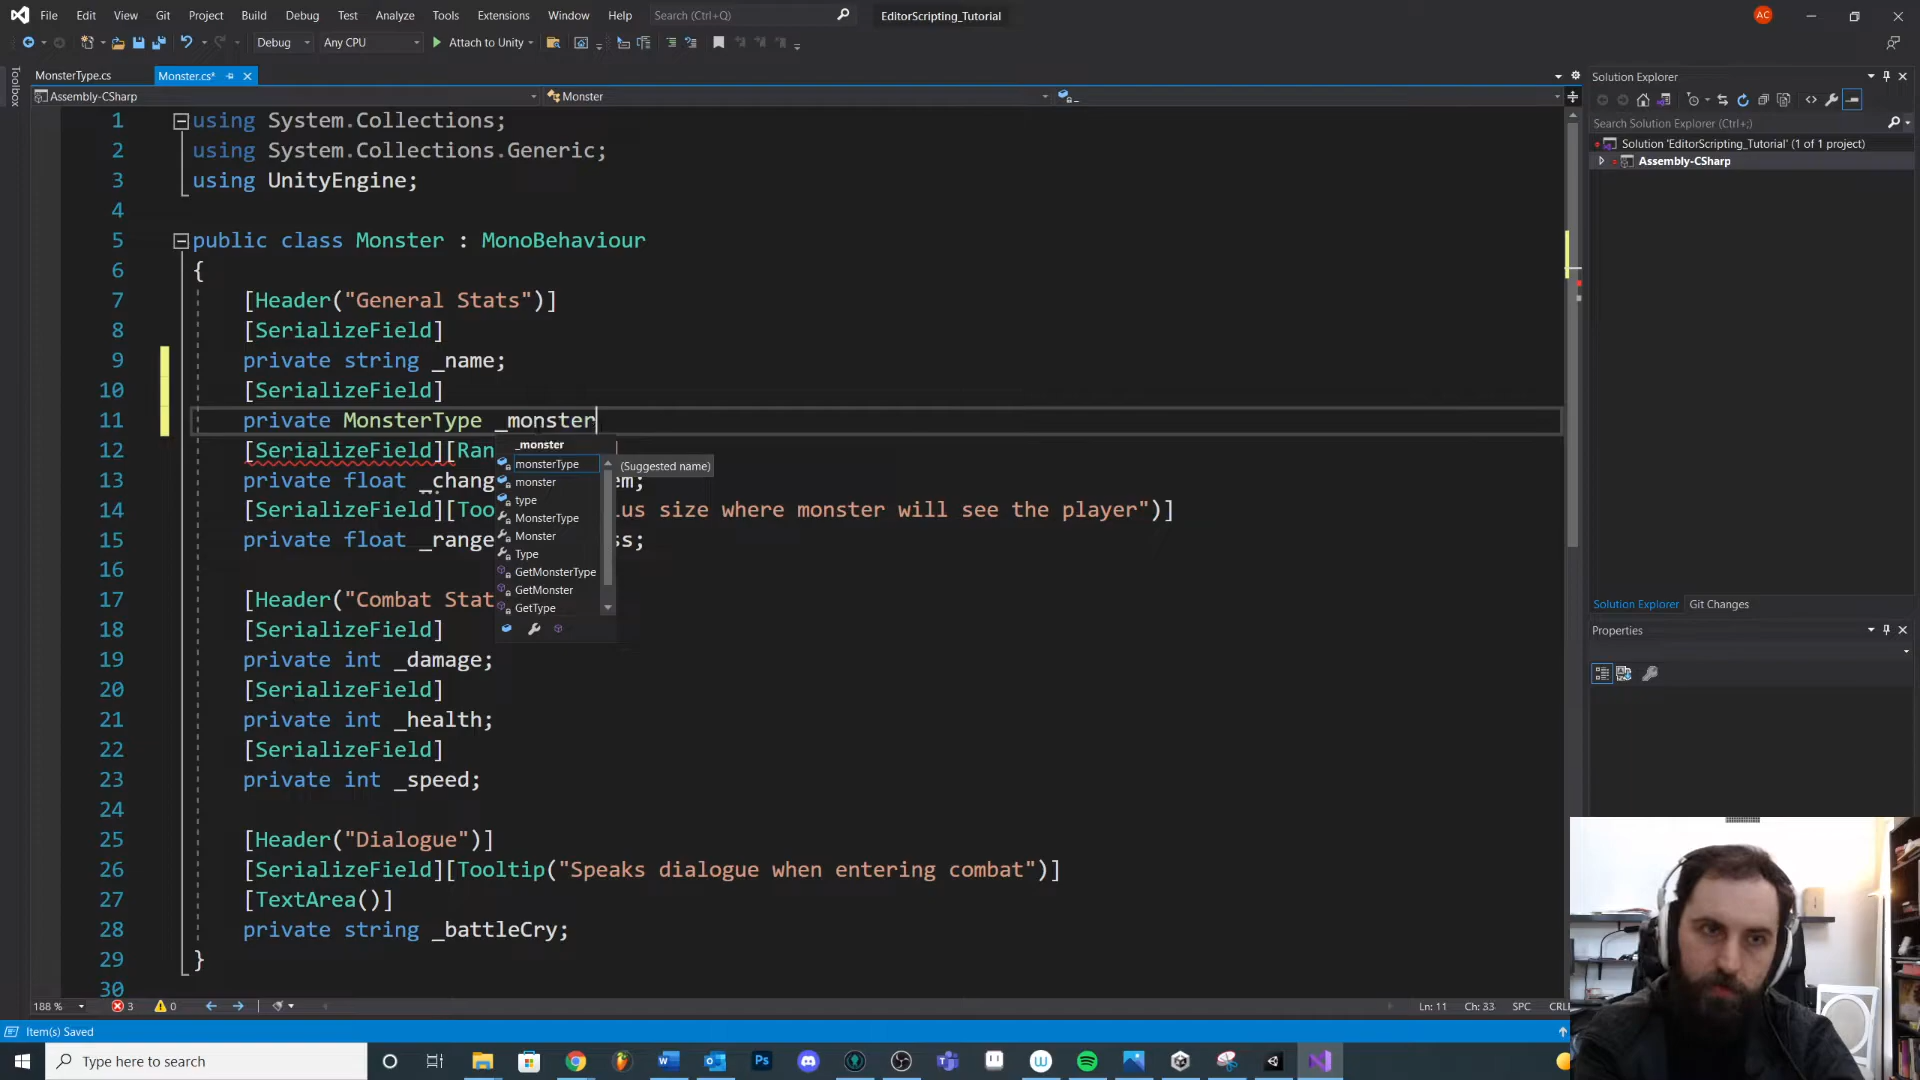 File Edit View Git Project Build Debug Test Analyze Tools Extensions Window Help Search (Ctrl+Q) EditorScripting_Tutorial AC
Debug Any CPU Attach to Unity
Toolbox
MonsterType.cs Monster.cs*
Assembly-CSharp Monster
1 using System.Collections;
2 using System.Collections.Generic;
3 using UnityEngine;
4
5 public class Monster : MonoBehaviour
6 {
7 [Header("General Stats")]
8 [SerializeField]
9 private string _name;
10 [SerializeField]
11 private MonsterType _monster
12 [SerializeField][Ran
13 private float _chang em;
14 [SerializeField][Too lus size where monster will see the player")]
15 private float _range ss;
16
17 [Header("Combat Stat
18 [SerializeField]
19 private int _damage;
20 [SerializeField]
21 private int _health;
22 [SerializeField]
23 private int _speed;
24
25 [Header("Dialogue")]
26 [SerializeField][Tooltip("Speaks dialogue when entering combat")]
27 [TextArea()]
28 private string _battleCry;
29 }
30
_monster
monsterType (Suggested name)
monster
type
MonsterType
Monster
Type
GetMonsterType
GetMonster
GetType
188 % 3 0 Ln: 11 Ch: 33 SPC CRL
Solution Explorer
Search Solution Explorer (Ctrl+;)
Solution 'EditorScripting_Tutorial' (1 of 1 project)
Assembly-CSharp
Solution Explorer Git Changes
Properties
Item(s) Saved
Type here to search